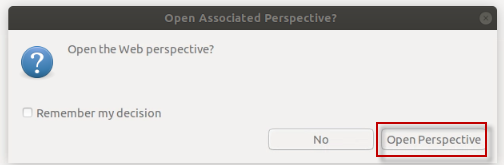 Open Associated Perspective?
Open the Web perspective?
Remember my decision
No
Open Perspective